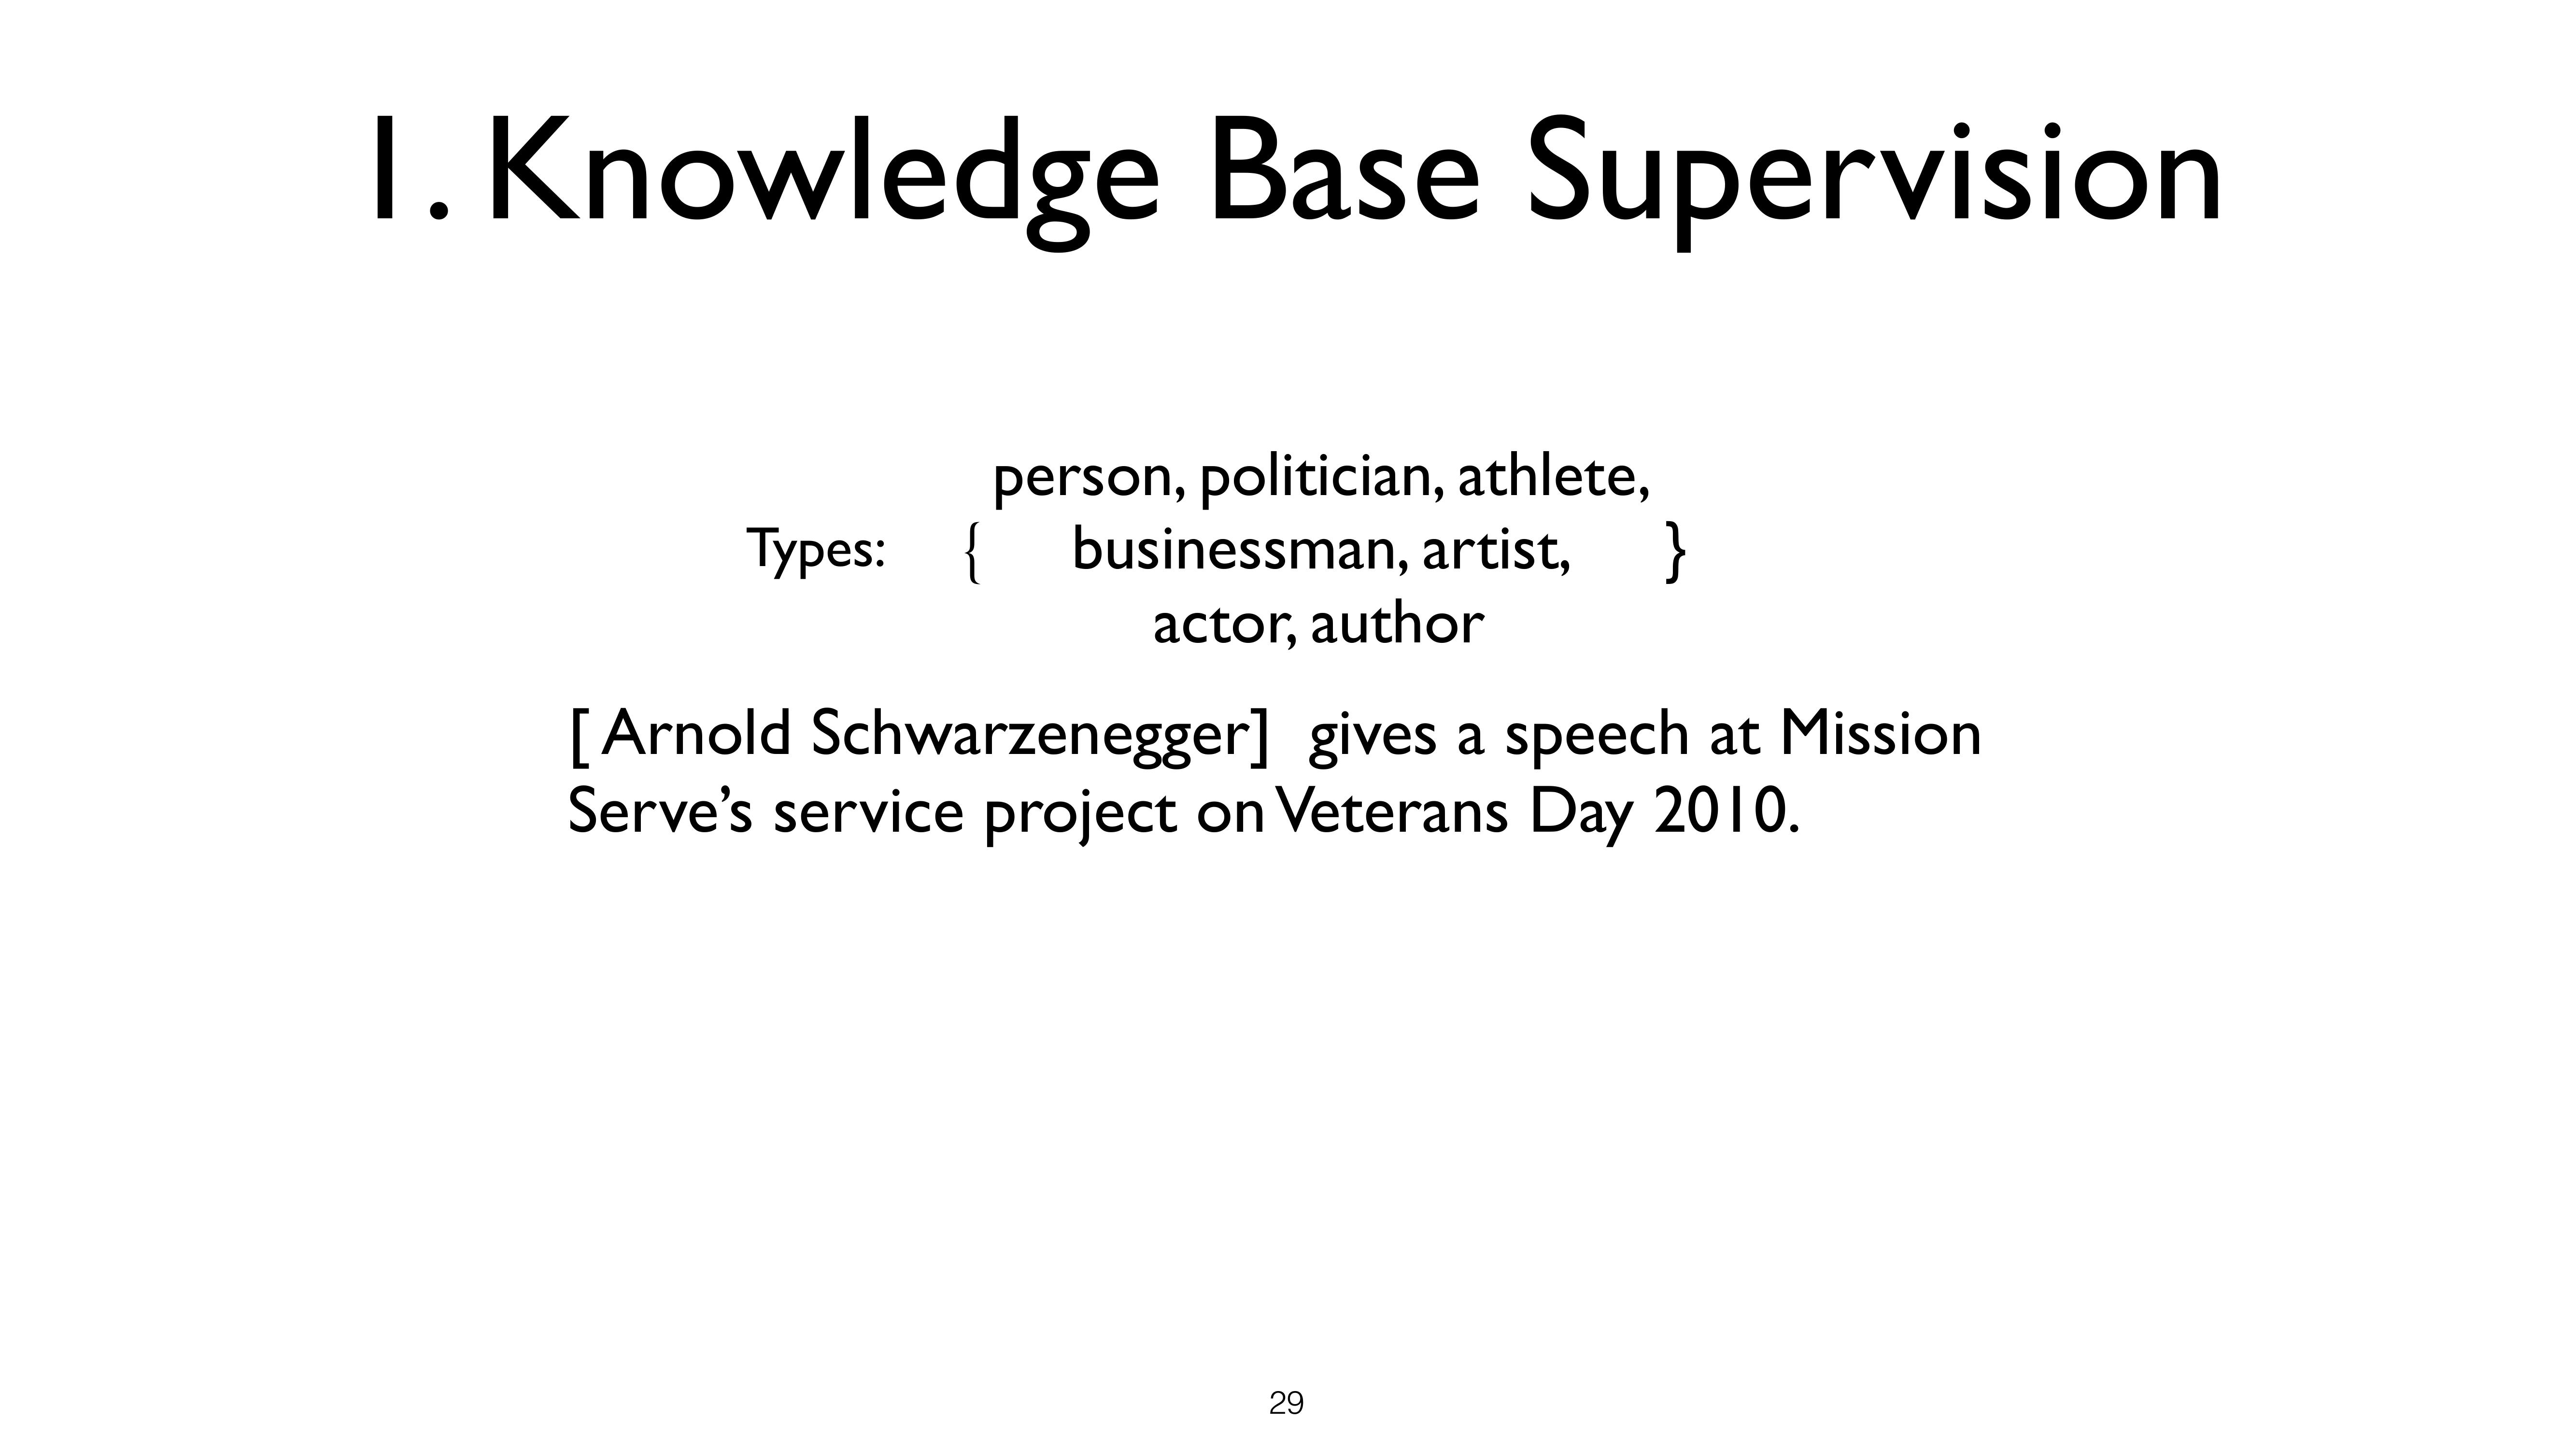 1. Knowledge Base Supervision
person, politician, athlete,
Types: { businessman, artist, }
actor, author
[ Arnold Schwarzenegger] gives a speech at Mission
Serve’s service project on Veterans Day 2010.
29